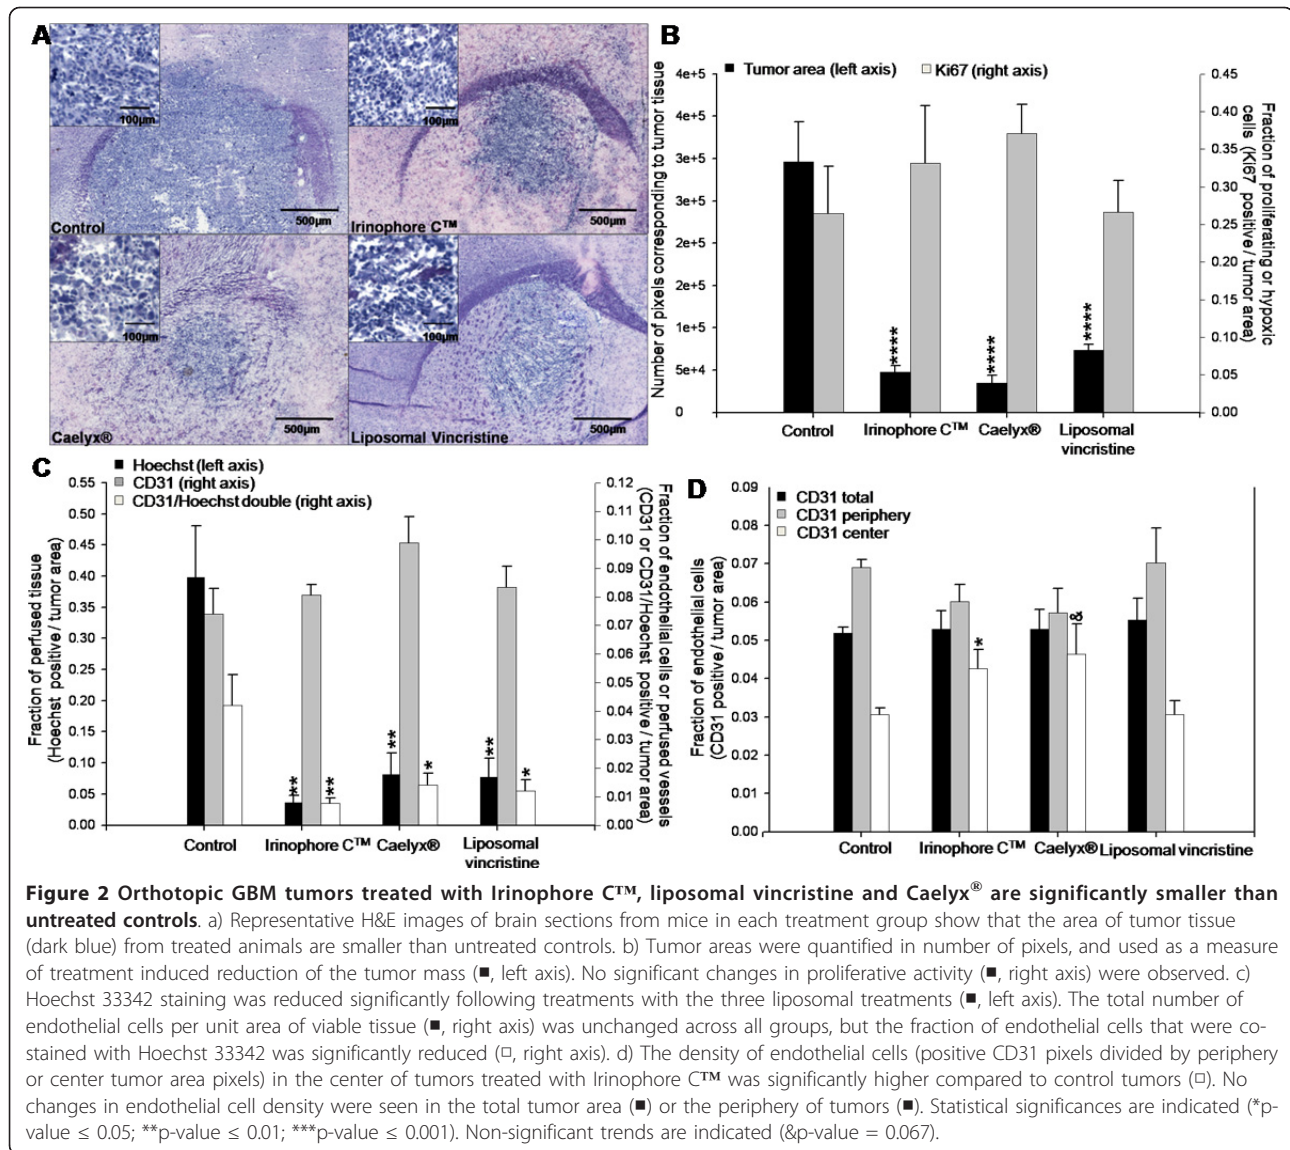 A
100µm
500µm
Control
100µm
500µm
Irinophore C™
100µm
500µm
Caelyx®
100µm
500µm
Liposomal Vincristine
B
Tumor area (left axis)
Ki67 (right axis)
Number of pixels corresponding to tumor tissue
4e+5
4e+5
3e+5
3e+5
2e+5
2e+5
1e+5
5e+4
0
0.45
0.40
0.35
0.30
0.25
0.20
0.15
0.10
0.05
0.00
Fraction of proliferating or hypoxic
cells (Ki67 positive / tumor area)
****
****
****
Control
Irinophore C™
Caelyx®
Liposomal
vincristine
C
Hoechst (left axis)
CD31 (right axis)
CD31/Hoechst double (right axis)
Fraction of perfused tissue
(Hoechst positive / tumor area)
0.55
0.50
0.45
0.40
0.35
0.30
0.25
0.20
0.15
0.10
0.05
0.00
0.12
0.11
0.10
0.09
0.08
0.07
0.06
0.05
0.04
0.03
0.02
0.01
0.00
Fraction of endothelial cells or perfused vessels
(CD31 or CD31/Hoechst positive / tumor area)
**
**
**
*
**
*
Control
Irinophore C™
Caelyx®
Liposomal
vincristine
D
CD31 total
CD31 periphery
CD31 center
Fraction of endothelial cells
(CD31 positive / tumor area)
0.09
0.08
0.07
0.06
0.05
0.04
0.03
0.02
0.01
0.00
*
&
Control
Irinophore C™
Caelyx®
Liposomal vincristine
Figure 2 Orthotopic GBM tumors treated with Irinophore C™, liposomal vincristine and Caelyx® are significantly smaller than
untreated controls. a) Representative H&E images of brain sections from mice in each treatment group show that the area of tumor tissue
(dark blue) from treated animals are smaller than untreated controls. b) Tumor areas were quantified in number of pixels, and used as a measure
of treatment induced reduction of the tumor mass (■, left axis). No significant changes in proliferative activity (■, right axis) were observed. c)
Hoechst 33342 staining was reduced significantly following treatments with the three liposomal treatments (■, left axis). The total number of
endothelial cells per unit area of viable tissue (■, right axis) was unchanged across all groups, but the fraction of endothelial cells that were co-
stained with Hoechst 33342 was significantly reduced (□, right axis). d) The density of endothelial cells (positive CD31 pixels divided by periphery
or center tumor area pixels) in the center of tumors treated with Irinophore C™ was significantly higher compared to control tumors (□). No
changes in endothelial cell density were seen in the total tumor area (■) or the periphery of tumors (■). Statistical significances are indicated (*p-
value ≤ 0.05; **p-value ≤ 0.01; ***p-value ≤ 0.001). Non-significant trends are indicated (&p-value = 0.067).